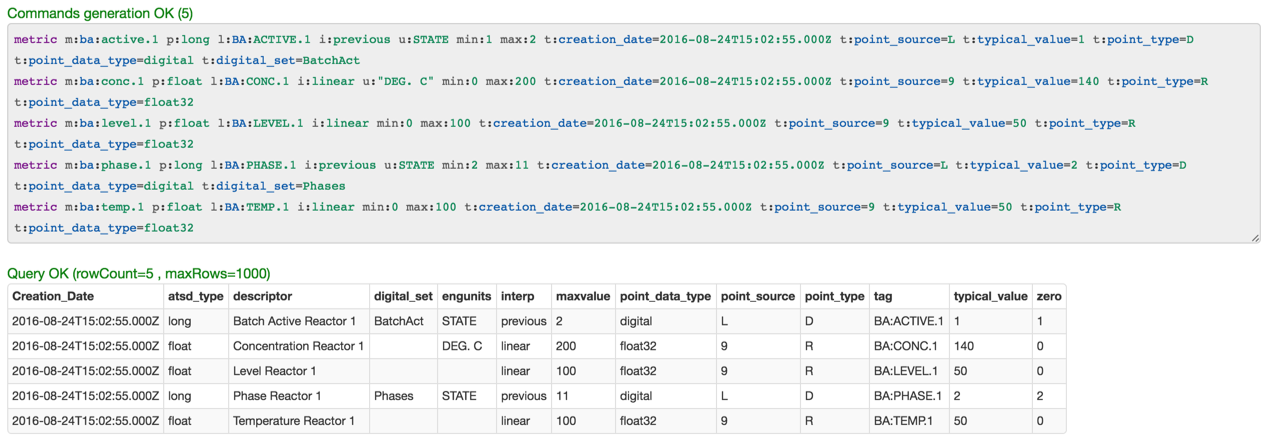 Commands generation OK (5)
metric m:ba:active.1 p:long l:BA:ACTIVE.1 i:previous u:STATE min:1 max:2 t:creation_date=2016-08-24T15:02:55.000Z t:point_source=L t:typical_value=1 t:point_type=D
t:point_data_type=digital t:digital_set=BatchAct
metric m:ba:conc.1 p:float l:BA:CONC.1 i:linear u:"DEG. C" min:0 max:200 t:creation_date=2016-08-24T15:02:55.000Z t:point_source=9 t:typical_value=140 t:point_type=R
t:point_data_type=float32
metric m:ba:level.1 p:float l:BA:LEVEL.1 i:linear min:0 max:100 t:creation_date=2016-08-24T15:02:55.000Z t:point_source=9 t:typical_value=50 t:point_type=R
t:point_data_type=float32
metric m:ba:phase.1 p:long l:BA:PHASE.1 i:previous u:STATE min:2 max:11 t:creation_date=2016-08-24T15:02:55.000Z t:point_source=L t:typical_value=2 t:point_type=D
t:point_data_type=digital t:digital_set=Phases
metric m:ba:temp.1 p:float l:BA:TEMP.1 i:linear min:0 max:100 t:creation_date=2016-08-24T15:02:55.000Z t:point_source=9 t:typical_value=50 t:point_type=R
t:point_data_type=float32
Query OK (rowCount=5 , maxRows=1000)
Creation_Date atsd_type descriptor digital_set engunits interp maxvalue point_data_type point_source point_type tag typical_value zero
2016-08-24T15:02:55.000Z long Batch Active Reactor 1 BatchAct STATE previous 2 digital L D BA:ACTIVE.1 1 1
2016-08-24T15:02:55.000Z float Concentration Reactor 1 DEG. C linear 200 float32 9 R BA:CONC.1 140 0
2016-08-24T15:02:55.000Z float Level Reactor 1 linear 100 float32 9 R BA:LEVEL.1 50 0
2016-08-24T15:02:55.000Z long Phase Reactor 1 Phases STATE previous 11 digital L D BA:PHASE.1 2 2
2016-08-24T15:02:55.000Z float Temperature Reactor 1 linear 100 float32 9 R BA:TEMP.1 50 0